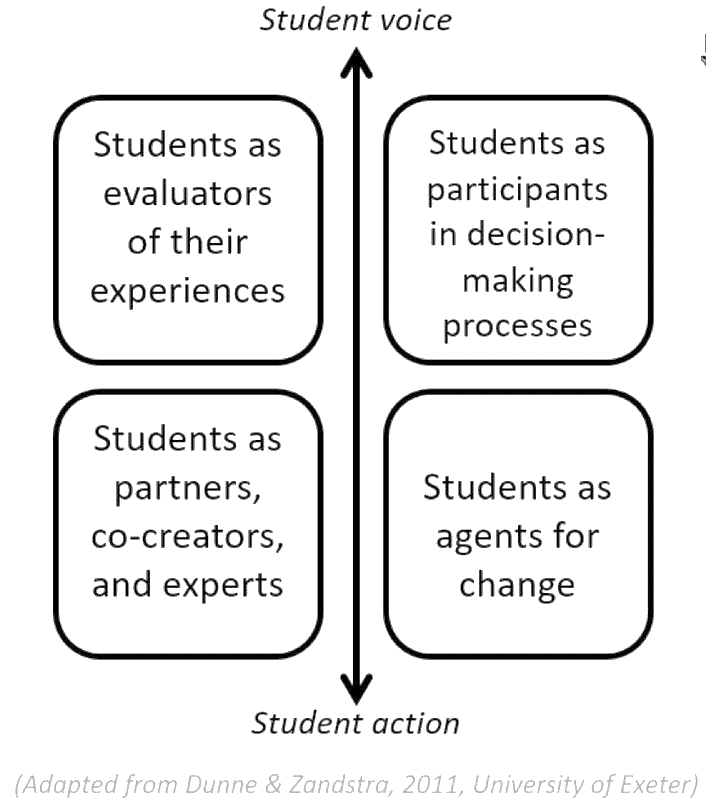 Student voice
Students as
evaluators
of their
experiences
Students as
participants
in decision-
making
processes
Students as
partners,
co-creators,
and experts
Students as
agents for
change
Student action
(Adapted from Dunne & Zandstra, 2011, University of Exeter)